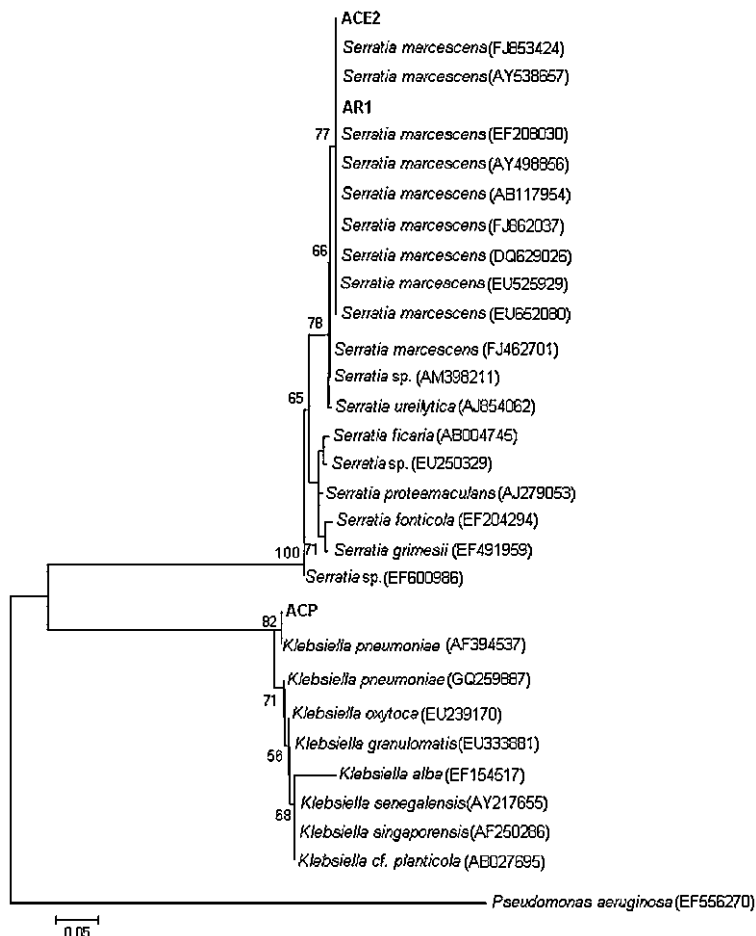 ACE2
Serratia marcescens (FJ853424)
Serratia marcescens (AY538657)
AR1
77
Serratia marcescens (EF208030)
Serratia marcescens (AY498856)
Serratia marcescens (AB117954)
Serratia marcescens (FJ862037)
66
Serratia marcescens (DQ629026)
Serratia marcescens (EU525929)
Serratia marcescens (EU652080)
78
Serratia marcescens (FJ462701)
Serratia sp. (AM398211)
65
Serratia ureilytica (AJ854062)
Serratia ficaria (AB004745)
Serratia sp. (EU250329)
Serratia proteamaculans (AJ279053)
Serratia fonticola (EF204294)
100
71
Serratia grimesii (EF491959)
Serratia sp. (EF600986)
ACP
82
Klebsiella pneumoniae (AF394537)
Klebsiella pneumoniae (GQ259887)
71
Klebsiella oxytoca (EU239170)
Klebsiella granulomatis (EU333881)
56
Klebsiella alba (EF154517)
Klebsiella senegalensis (AY217655)
68
Klebsiella singaporensis (AF250286)
Klebsiella cf. planticola (AB027695)
Pseudomonas aeruginosa (EF556270)
0.05